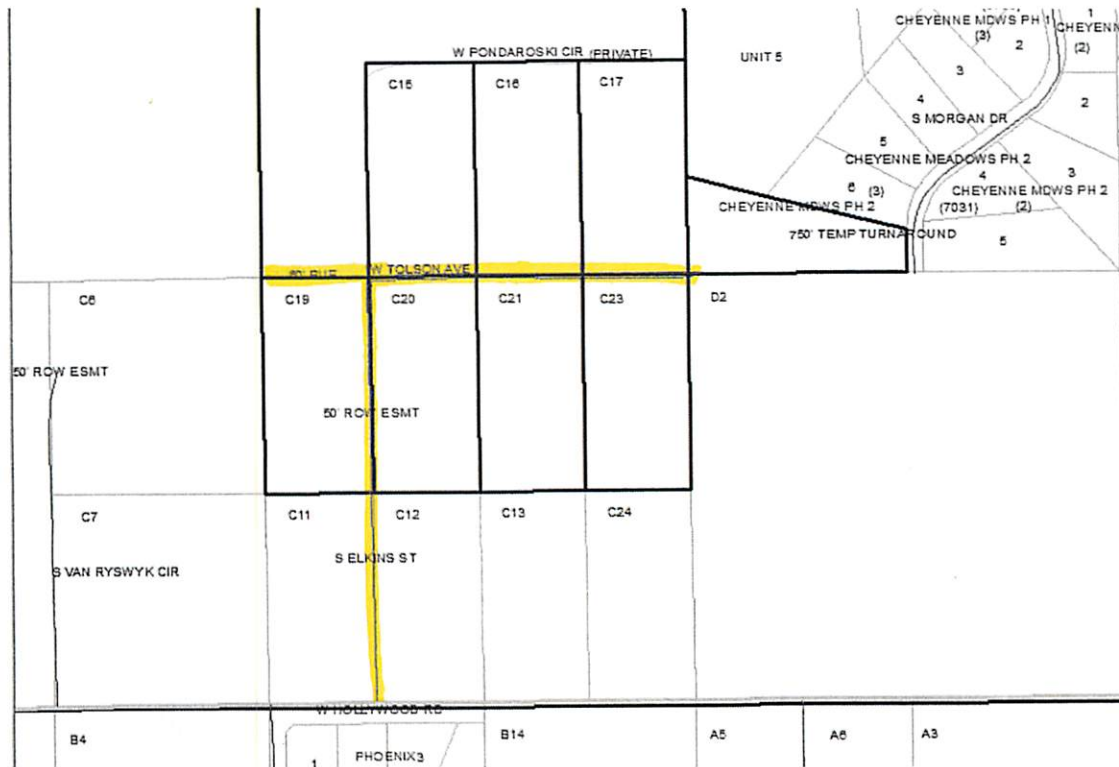 CHEYENNE MDWS PH 1
(3)
1
CHEYENN
(2)
2
W PONDAROSKI CIR (PRIVATE)
UNIT 5
3
C15
C16
C17
4
2
S MORGAN DR
5
CHEYENNE MEADOWS PH 2
4
3
6 (3)
CHEYENNE MDWS PH 2
CHEYENNE MDWS PH 2
(7031)
(2)
750' TEMP TURNAROUND
5
W TOLSON AVE
C6
C19
C20
C21
C23
D2
50' ROW ESMT
50' ROW ESMT
C7
C11
C12
C13
C24
S ELKINS ST
S VAN RYSWYK CIR
W HOLLYWOOD RD
B4
B14
A5
A6
A3
1
PHOENIX3